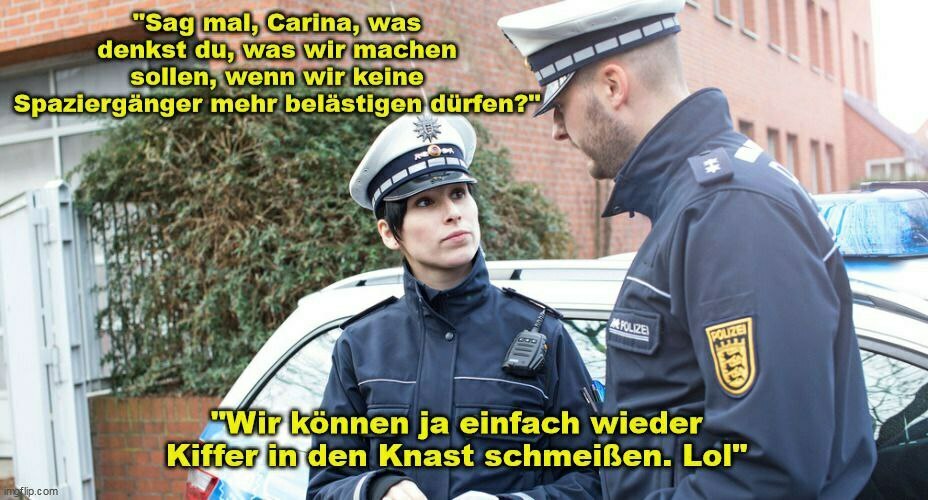 "Sag mal, Carina, was
denkst du, was wir machen
sollen, wenn wir keine
Spaziergänger mehr belästigen dürfen?"
POLIZEI
POLIZEI
"Wir können ja einfach wieder
Kiffer in den Knast schmeißen. Lol"
imgflip.com